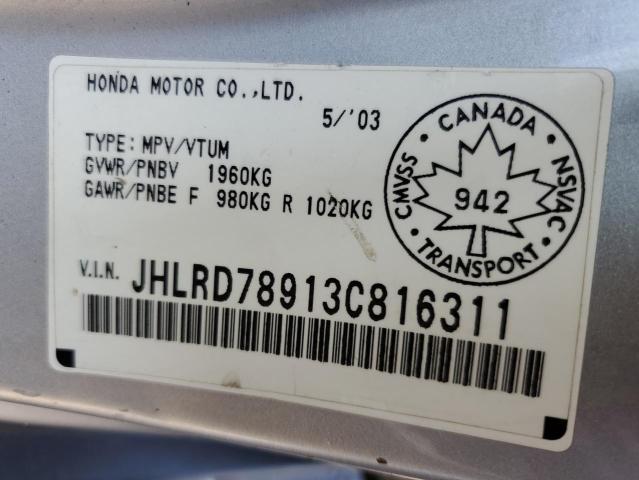 HONDA MOTOR CO.,LTD.
5/'03
TYPE: MPV/VTUM
GVWR/PNBV 1960KG
GAWR/PNBE F 980KG R 1020KG
CMVSS · CANADA · NSVAC · TRANSPORT ·
942
V.I.N. JHLRD78913C816311